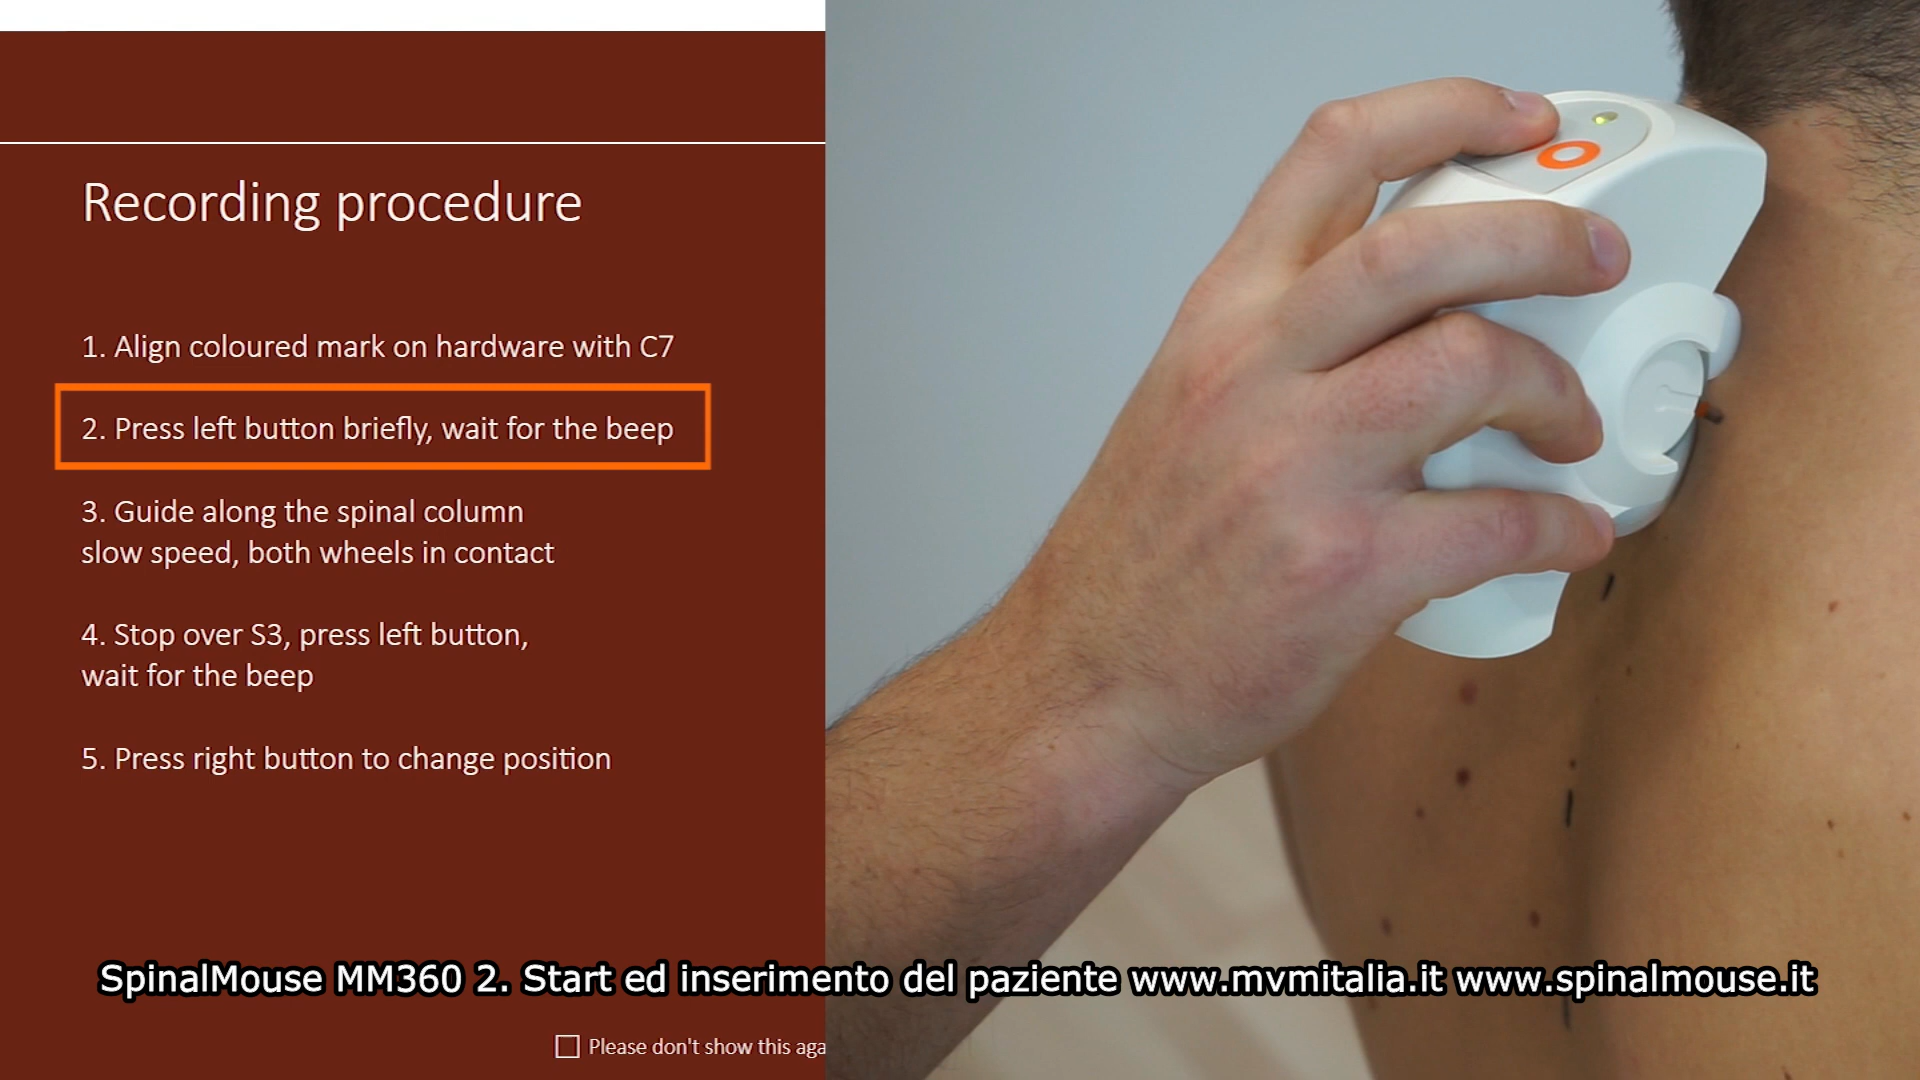 Recording procedure
1. Align coloured mark on hardware with C7
2. Press left button briefly, wait for the beep
3. Guide along the spinal column
slow speed, both wheels in contact
4. Stop over S3, press left button,
wait for the beep
5. Press right button to change position
SpinalMouse MM360 2. Start ed inserimento del paziente www.mvmitalia.it www.spinalmouse.it
Please don't show this aga